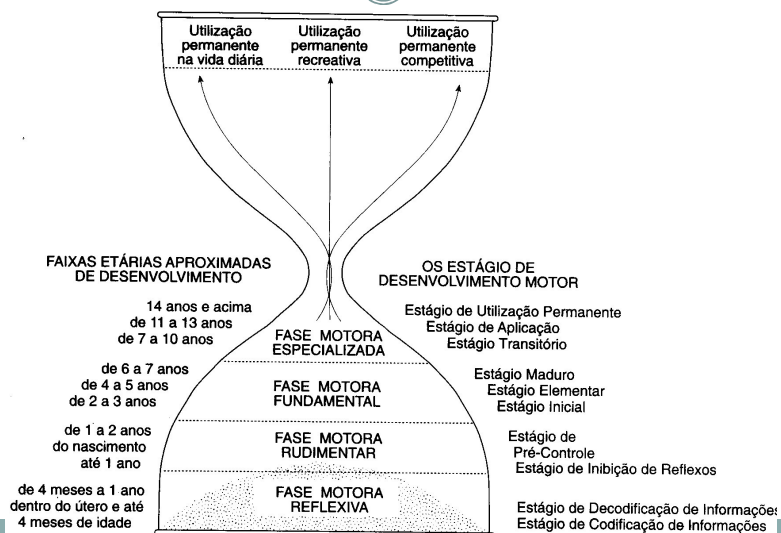 Utilização
permanente
na vida diária
Utilização
permanente
recreativa
Utilização
permanente
competitiva
FAIXAS ETÁRIAS APROXIMADAS
DE DESENVOLVIMENTO
OS ESTÁGIO DE
DESENVOLVIMENTO MOTOR
14 anos e acima
de 11 a 13 anos
de 7 a 10 anos
FASE MOTORA
ESPECIALIZADA
Estágio de Utilização Permanente
Estágio de Aplicação
Estágio Transitório
de 6 a 7 anos
de 4 a 5 anos
de 2 a 3 anos
FASE MOTORA
FUNDAMENTAL
Estágio Maduro
Estágio Elementar
Estágio Inicial
de 1 a 2 anos
do nascimento
até 1 ano
FASE MOTORA
RUDIMENTAR
Estágio de
Pré-Controle
Estágio de Inibição de Reflexos
de 4 meses a 1 ano
dentro do útero e até
4 meses de idade
FASE MOTORA
REFLEXIVA
Estágio de Decodificação de Informações
Estágio de Codificação de Informações